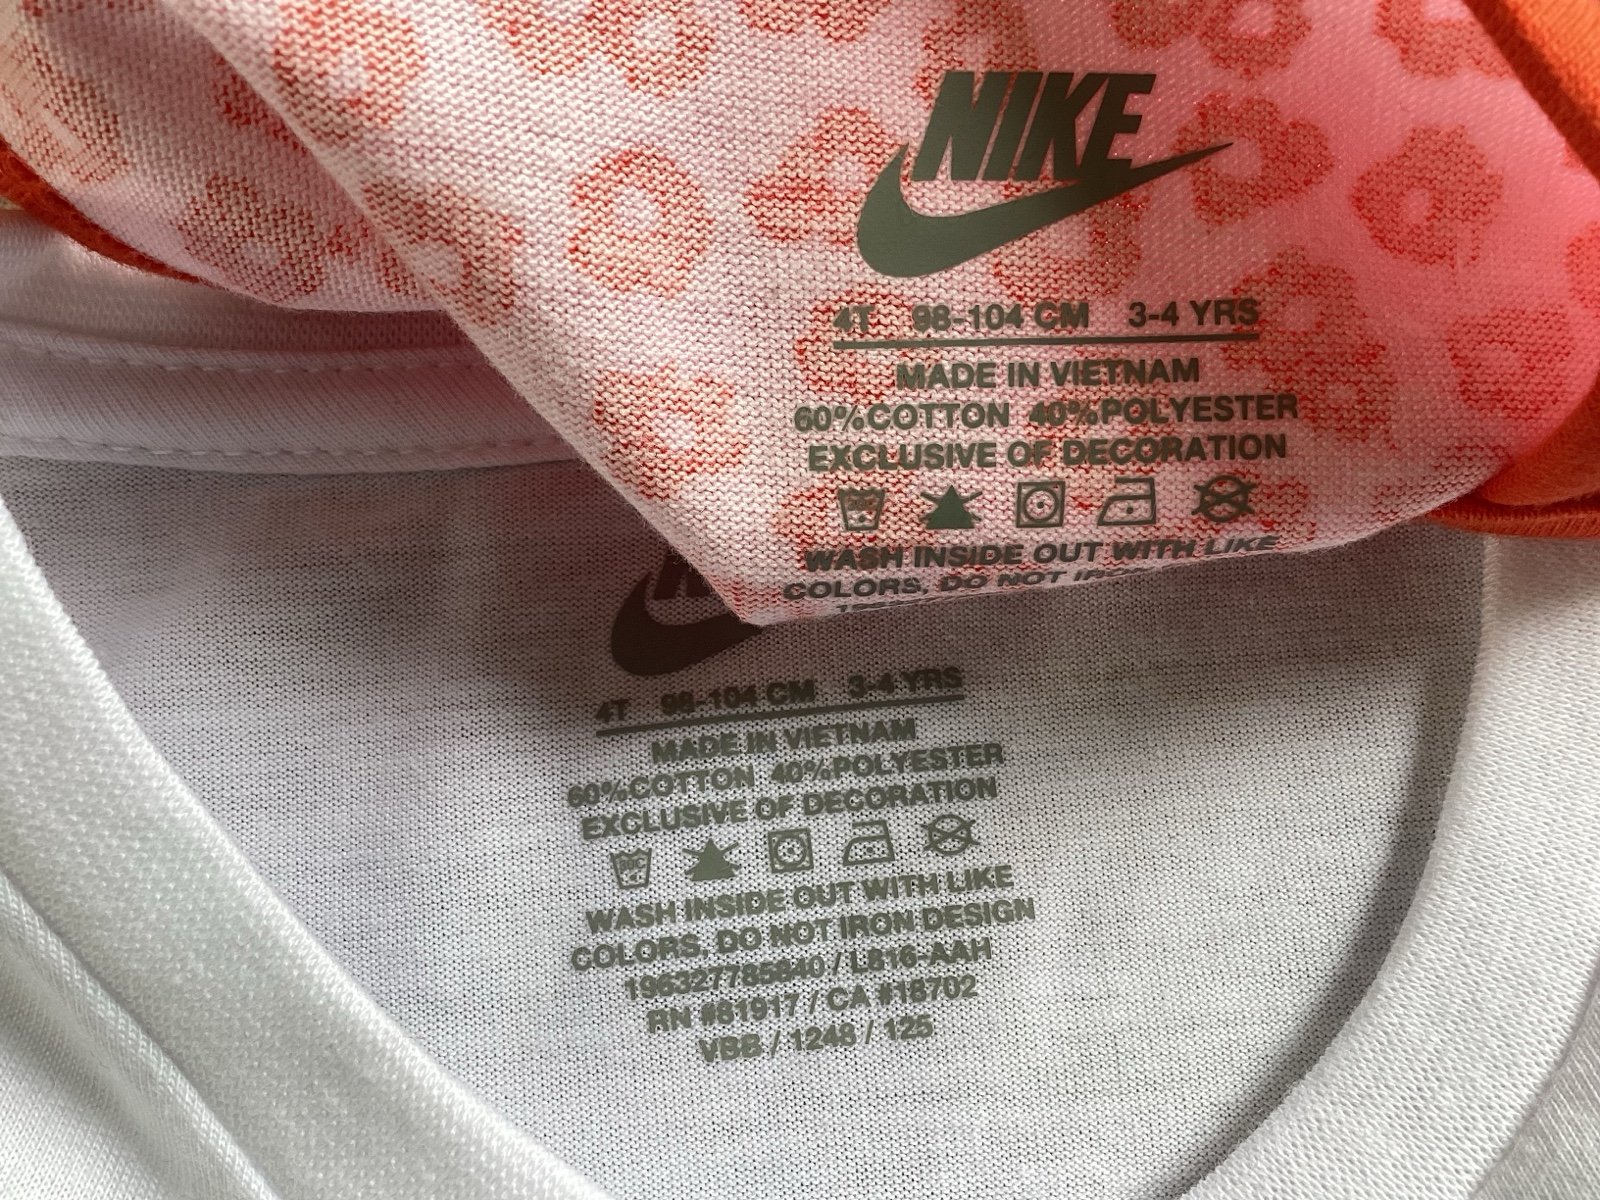 NIKE
4T 98-104 CM 3-4 YRS
MADE IN VIETNAM
60%COTTON 40%POLYESTER
EXCLUSIVE OF DECORATION
WASH INSIDE OUT WITH LIKE
COLORS, DO NOT
4T 98-104 CM 3-4 YRS
MADE IN VIETNAM
60%COTTON 40%POLYESTER
EXCLUSIVE OF DECORATION
WASH INSIDE OUT WITH LIKE
COLORS, DO NOT IRON DESIGN
196327785840 / L816-AAH
RN #81917 / CA #18702
VBB / 1248 / 125